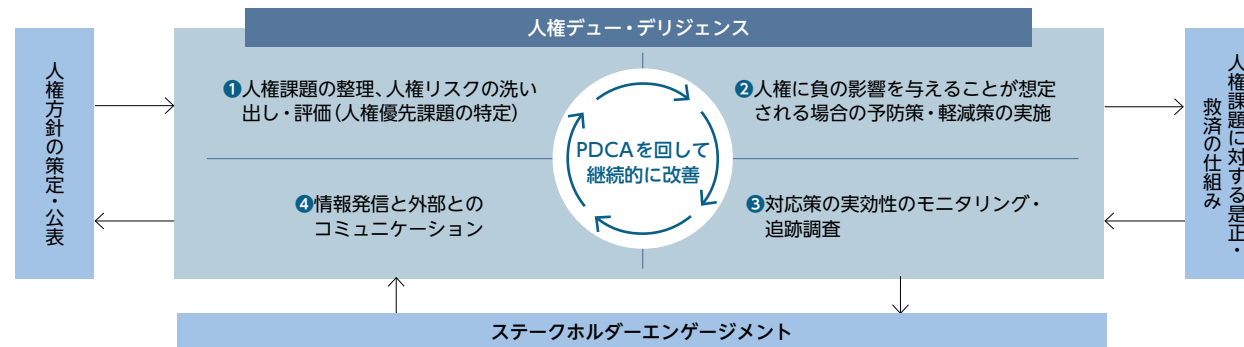 人権デュー・デリジェンス
人権方針の策定・公表
❶人権課題の整理、人権リスクの洗い
出し・評価（人権優先課題の特定）
❷人権に負の影響を与えることが想定
される場合の予防策・軽減策の実施
PDCAを回して
継続的に改善
❹情報発信と外部との
コミュニケーション
❸対応策の実効性のモニタリング・
追跡調査
人権課題に対する是正・
救済の仕組み
ステークホルダーエンゲージメント